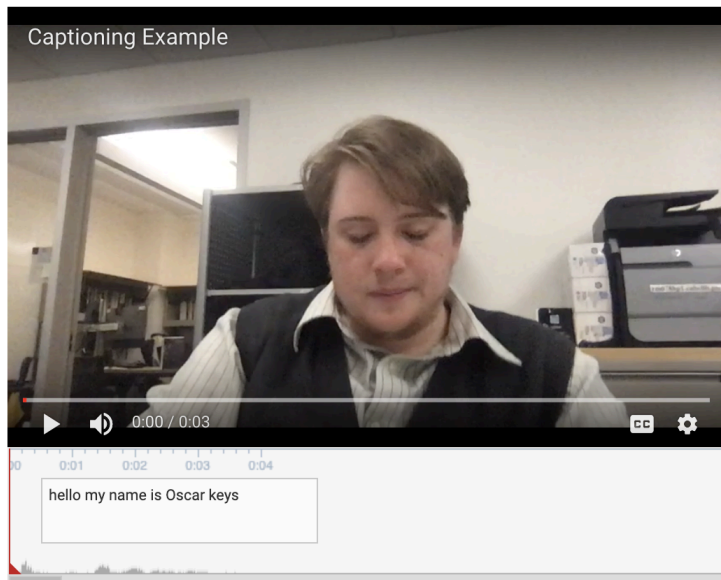 Captioning Example
0:00 / 0:03
CC
00 0:01 0:02 0:03 0:04
hello my name is Oscar keys